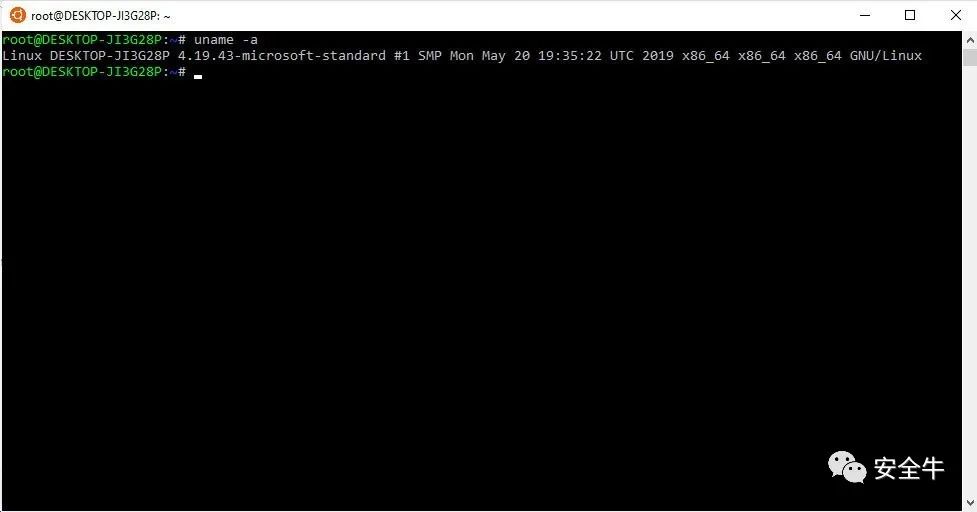 root@DESKTOP-JI3G28P: ~
root@DESKTOP-JI3G28P:~# uname -a
Linux DESKTOP-JI3G28P 4.19.43-microsoft-standard #1 SMP Mon May 20 19:35:22 UTC 2019 x86_64 x86_64 x86_64 GNU/Linux
root@DESKTOP-JI3G28P:~#
安全牛